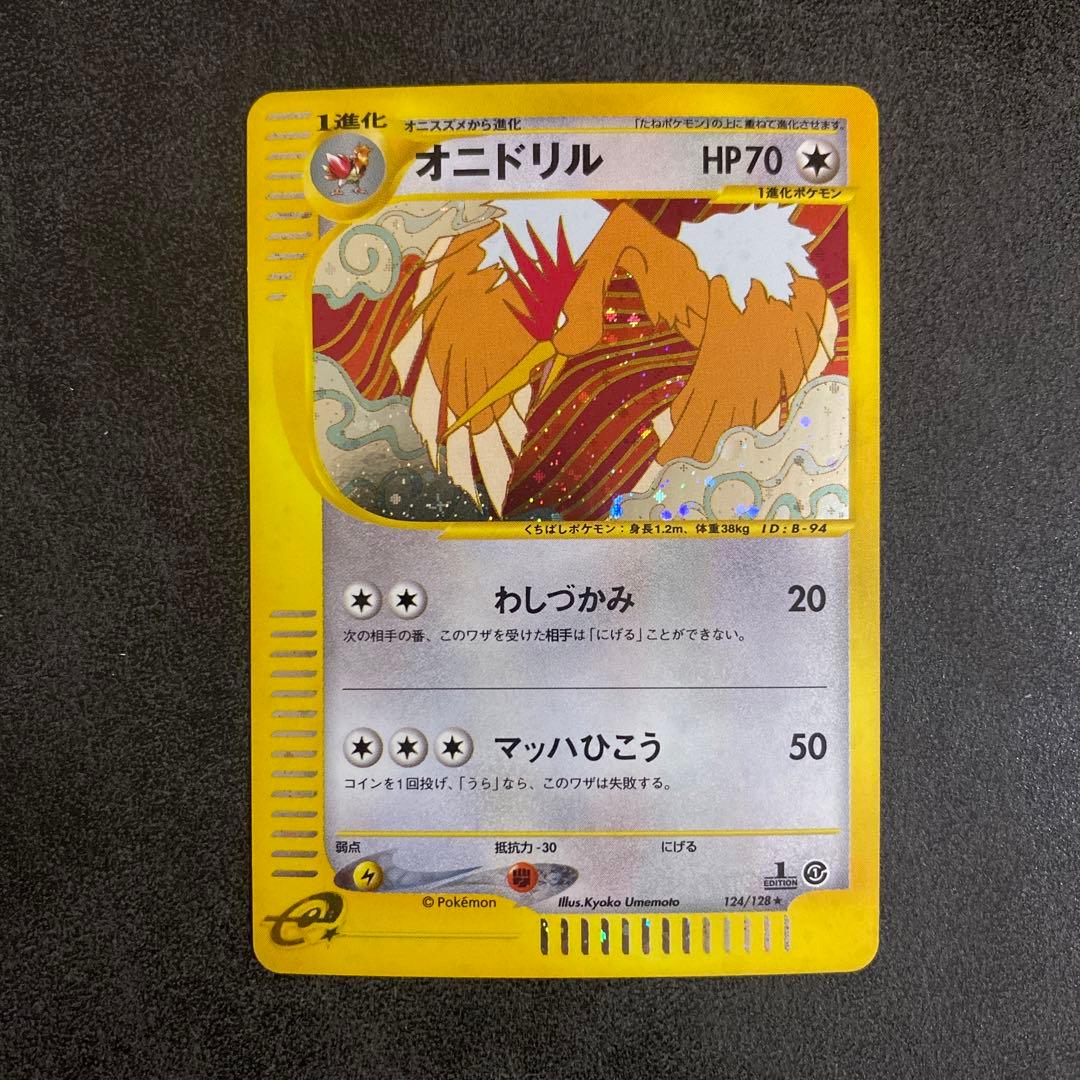 1進化 オニスズメから進化 「たねポケモン」の上に重ねて進化させます。
オニドリル HP70
1進化ポケモン
くちばしポケモン：身長1.2m、体重38kg ID:B-94
わしづかみ 20
次の相手の番、このワザを受けた相手は「にげる」ことができない。
マッハひこう 50
コインを1回投げ、「うら」なら、このワザは失敗する。
弱点 抵抗力-30 にげる
1
EDITION
©Pokémon Illus.Kyoko Umemoto 124/128★
e